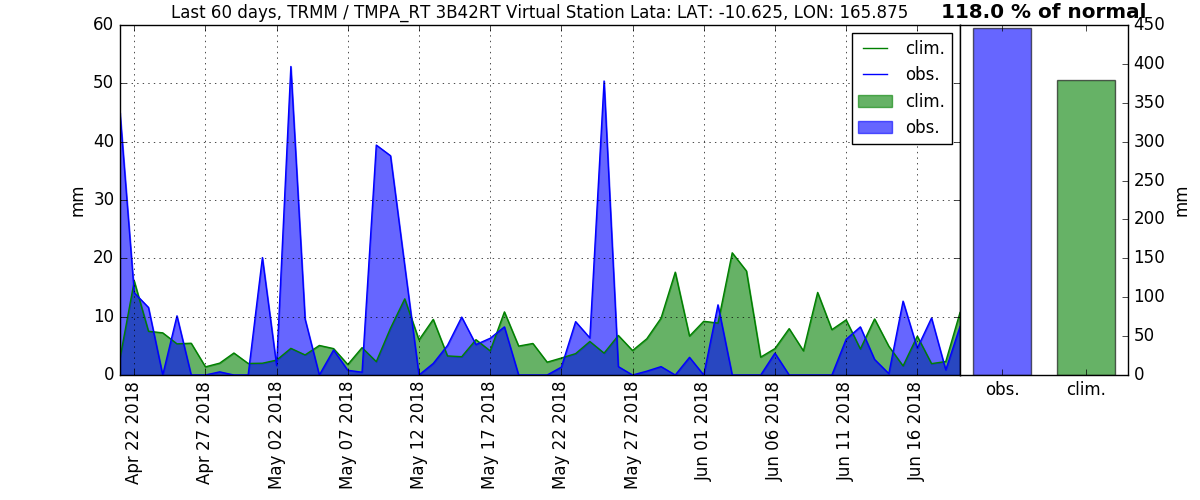 Last 60 days, TRMM / TMPA_RT 3B42RT Virtual Station Lata: LAT: -10.625, LON: 165.875
118.0 % of normal
60
50
40
30
20
10
0
mm
clim.
obs.
clim.
obs.
450
400
350
300
250
200
150
100
50
0
mm
Apr 22 2018
Apr 27 2018
May 02 2018
May 07 2018
May 12 2018
May 17 2018
May 22 2018
May 27 2018
Jun 01 2018
Jun 06 2018
Jun 11 2018
Jun 16 2018
obs.
clim.